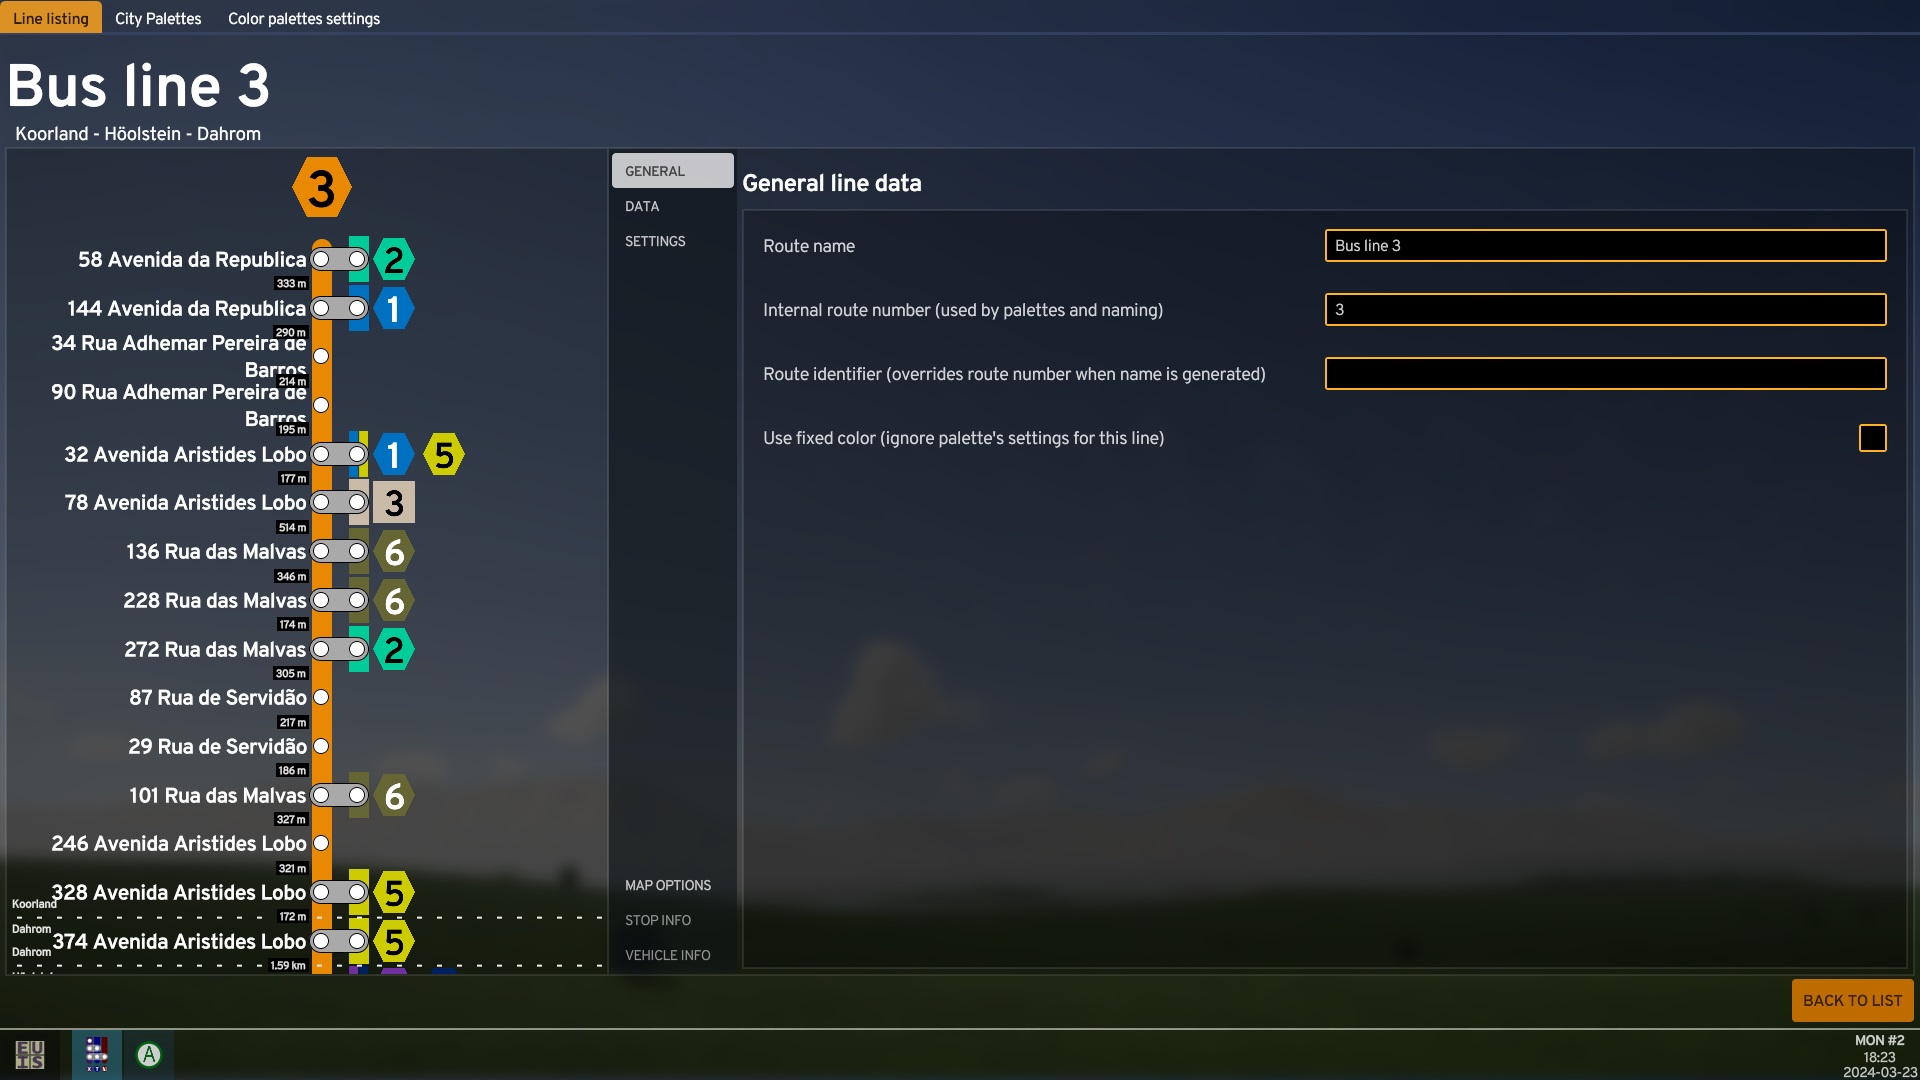 Line listing
City Palettes
Color palettes settings
Bus line 3
Koorland - Höolstein - Dahrom
3
58 Avenida da Republica
2
333 m
144 Avenida da Republica
1
290 m
34 Rua Adhemar Pereira de
Barros
214 m
90 Rua Adhemar Pereira de
Barros
195 m
32 Avenida Aristides Lobo
1
5
177 m
78 Avenida Aristides Lobo
3
514 m
136 Rua das Malvas
6
346 m
228 Rua das Malvas
6
174 m
272 Rua das Malvas
2
305 m
87 Rua de Servidão
217 m
29 Rua de Servidão
186 m
101 Rua das Malvas
6
327 m
246 Avenida Aristides Lobo
321 m
328 Avenida Aristides Lobo
5
Koorland
172 m
Dahrom
374 Avenida Aristides Lobo
5
Dahrom
1.59 km
GENERAL
DATA
SETTINGS
MAP OPTIONS
STOP INFO
VEHICLE INFO
General line data
Route name
Bus line 3
Internal route number (used by palettes and naming)
3
Route identifier (overrides route number when name is generated)
Use fixed color (ignore palette's settings for this line)
BACK TO LIST
EUIS
XTM
A
MON #2
18:23
2024-03-23